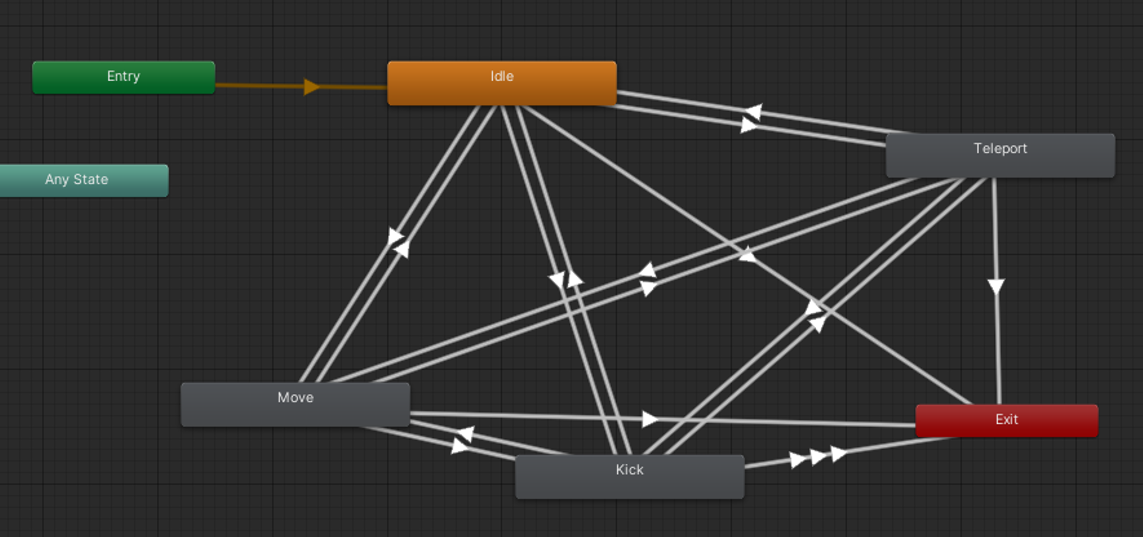 Entry
Idle
Teleport
Any State
Move
Exit
Kick